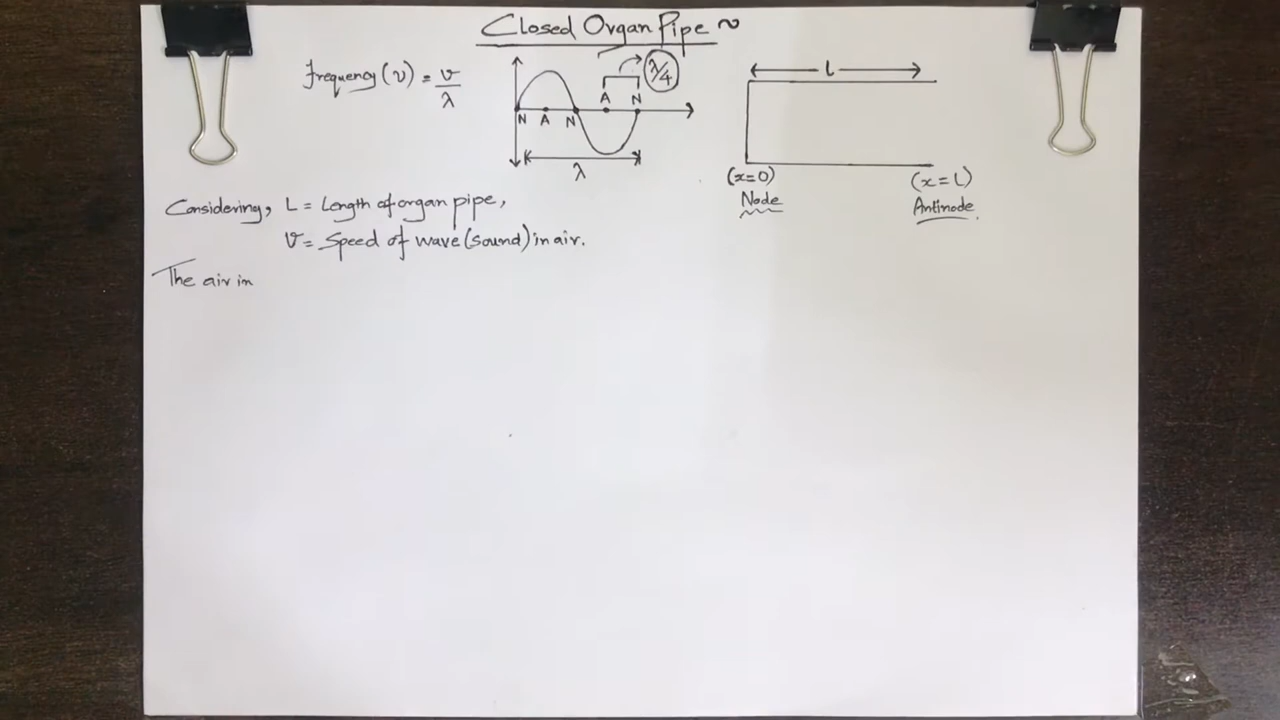 Closed Organ Pipe ~
frequency (ν) = v/λ
λ/4
A N
N A N
λ
l
(x=0)
Node
(x=L)
Antinode
Considering, L = Length of organ pipe,
v = Speed of wave (sound) in air.
The air in